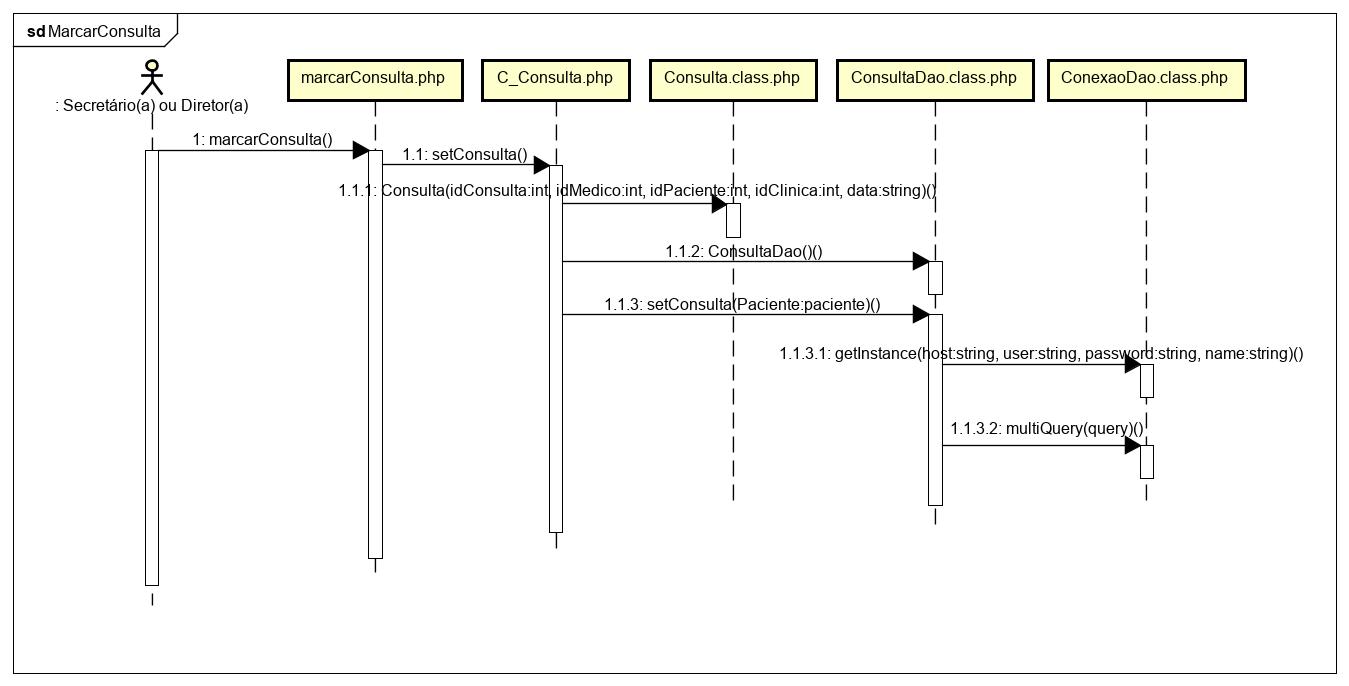 sd MarcarConsulta
: Secretário(a) ou Diretor(a)
marcarConsulta.php
C_Consulta.php
Consulta.class.php
ConsultaDao.class.php
ConexaoDao.class.php
1: marcarConsulta()
1.1: setConsulta()
1.1.1: Consulta(idConsulta:int, idMedico:int, idPaciente:int, idClinica:int, data:string)()
1.1.2: ConsultaDao()()
1.1.3: setConsulta(Paciente:paciente)()
1.1.3.1: getInstance(host:string, user:string, password:string, name:string)()
1.1.3.2: multiQuery(query)()